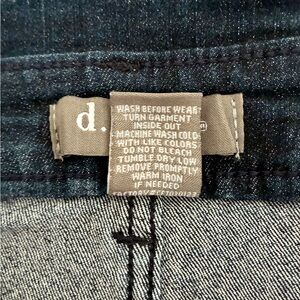 d.
WASH BEFORE WEAR
TURN GARMENT
INSIDE OUT
MACHINE WASH COLD
WITH LIKE COLORS
DO NOT BLEACH
TUMBLE DRY LOW
REMOVE PROMPTLY
WARM IRON
IF NEEDED